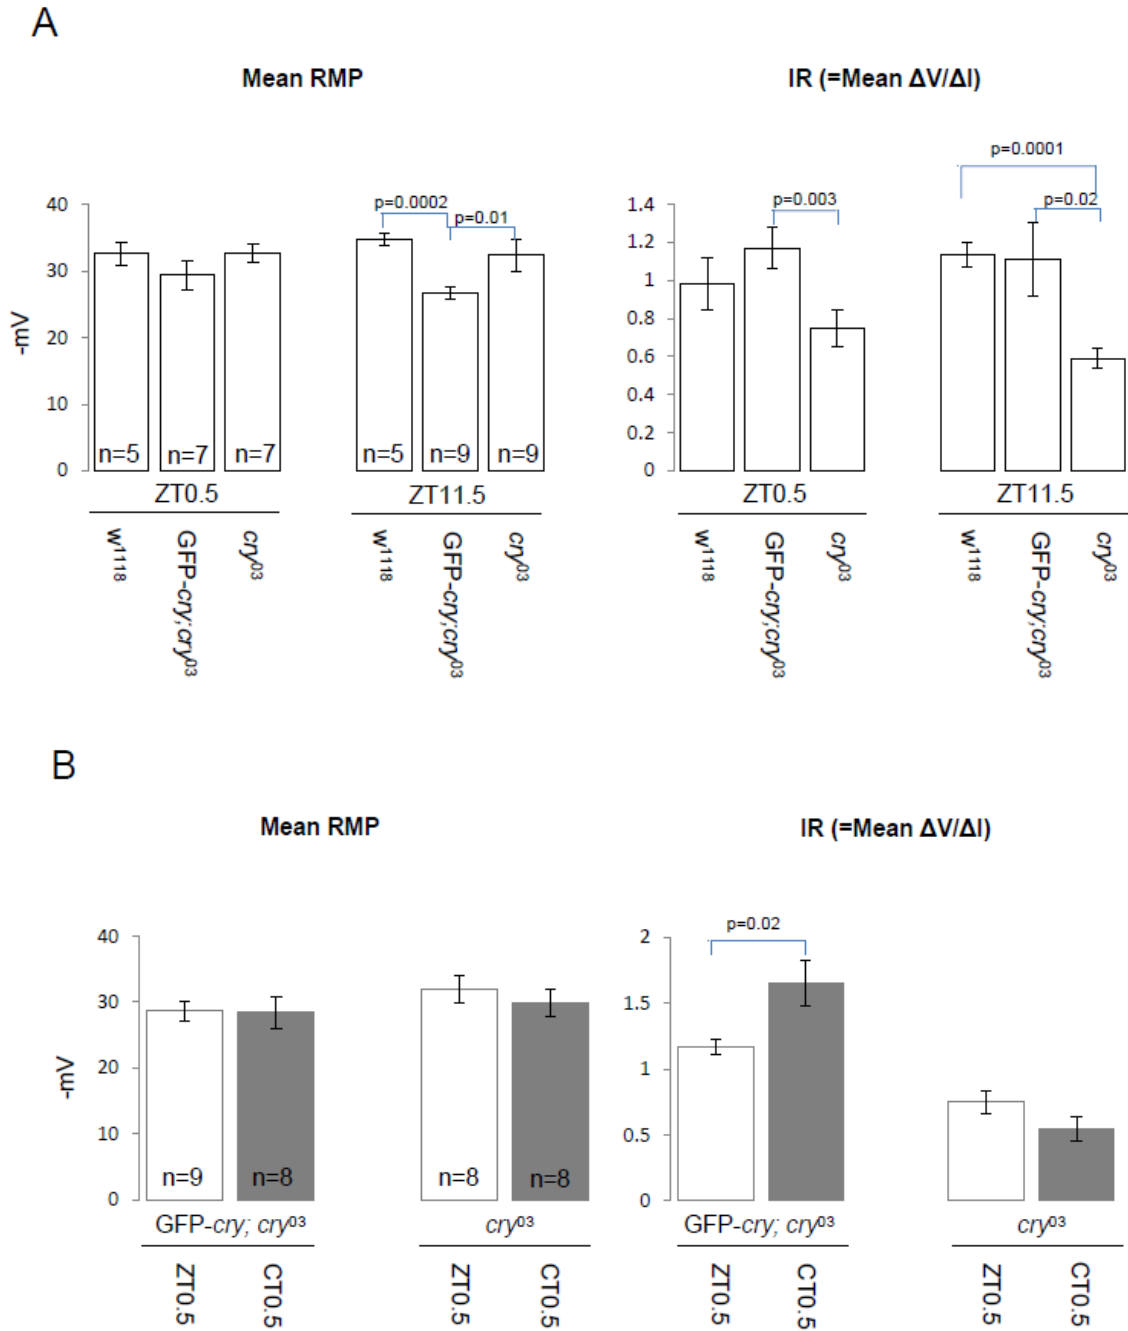 A
Mean RMP
IR (=Mean ΔV/ΔI)
p=0.0001
p=0.0002
p=0.01
p=0.003
p=0.02
-mV
40
30
20
10
0
n=5
n=7
n=7
n=5
n=9
n=9
ZT0.5
ZT11.5
w1118
GFP-cry;cry03
cry03
w1118
GFP-cry;cry03
cry03
1.4
1.2
1
0.8
0.6
0.4
0.2
0
ZT0.5
ZT11.5
w1118
GFP-cry;cry03
cry03
w1118
GFP-cry;cry03
cry03
B
Mean RMP
IR (=Mean ΔV/ΔI)
-mV
40
30
20
10
0
n=9
n=8
n=8
n=8
GFP-cry; cry03
cry03
ZT0.5
CT0.5
ZT0.5
CT0.5
p=0.02
2
1.5
1
0.5
0
GFP-cry; cry03
cry03
ZT0.5
CT0.5
ZT0.5
CT0.5